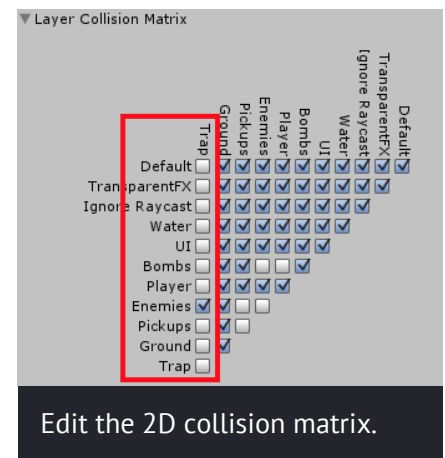 Layer Collision Matrix
Trap
Ground
Pickups
Enemies
Player
Bombs
UI
Water
Ignore Raycast
TransparentFX
Default
Default
TransparentFX
Ignore Raycast
Water
UI
Bombs
Player
Enemies
Pickups
Ground
Trap
Edit the 2D collision matrix.